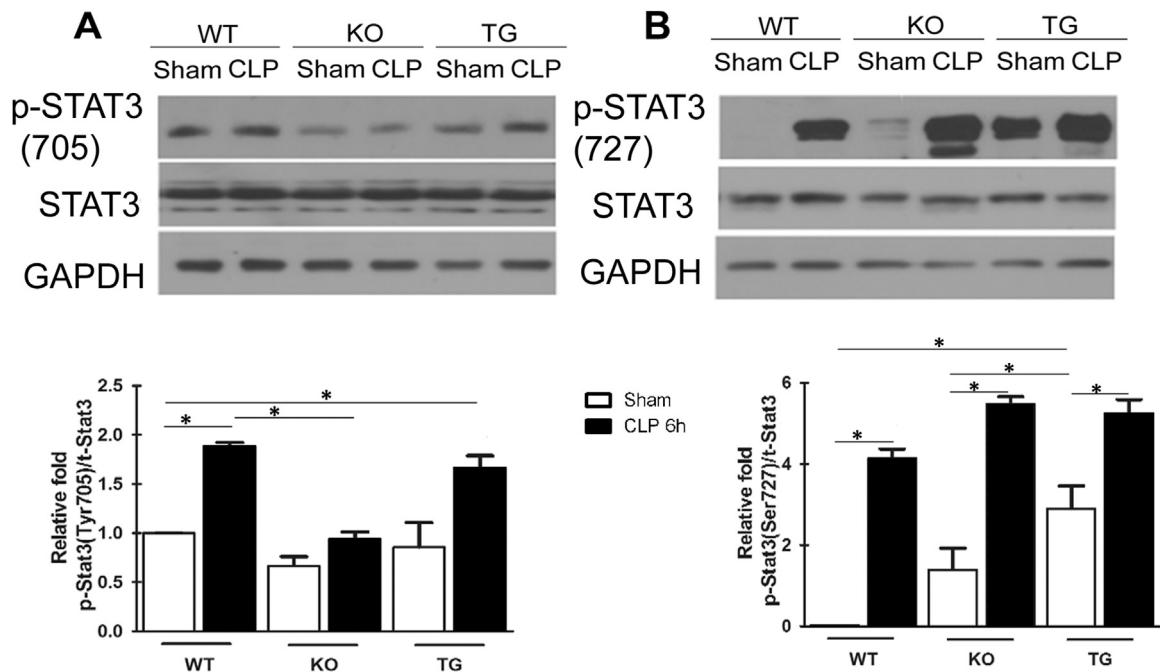 A
WT KO TG
Sham CLP Sham CLP Sham CLP
p-STAT3
(705)
STAT3
GAPDH
B
WT KO TG
Sham CLP Sham CLP Sham CLP
p-STAT3
(727)
STAT3
GAPDH
Relative fold
p-Stat3(Tyr705)/t-Stat3
2.5
2.0
1.5
1.0
0.5
0.0
* * *
WT KO TG
Sham
CLP 6h
Relative fold
p-Stat3(Ser727)/t-Stat3
6
4
2
0
* * * * *
WT KO TG